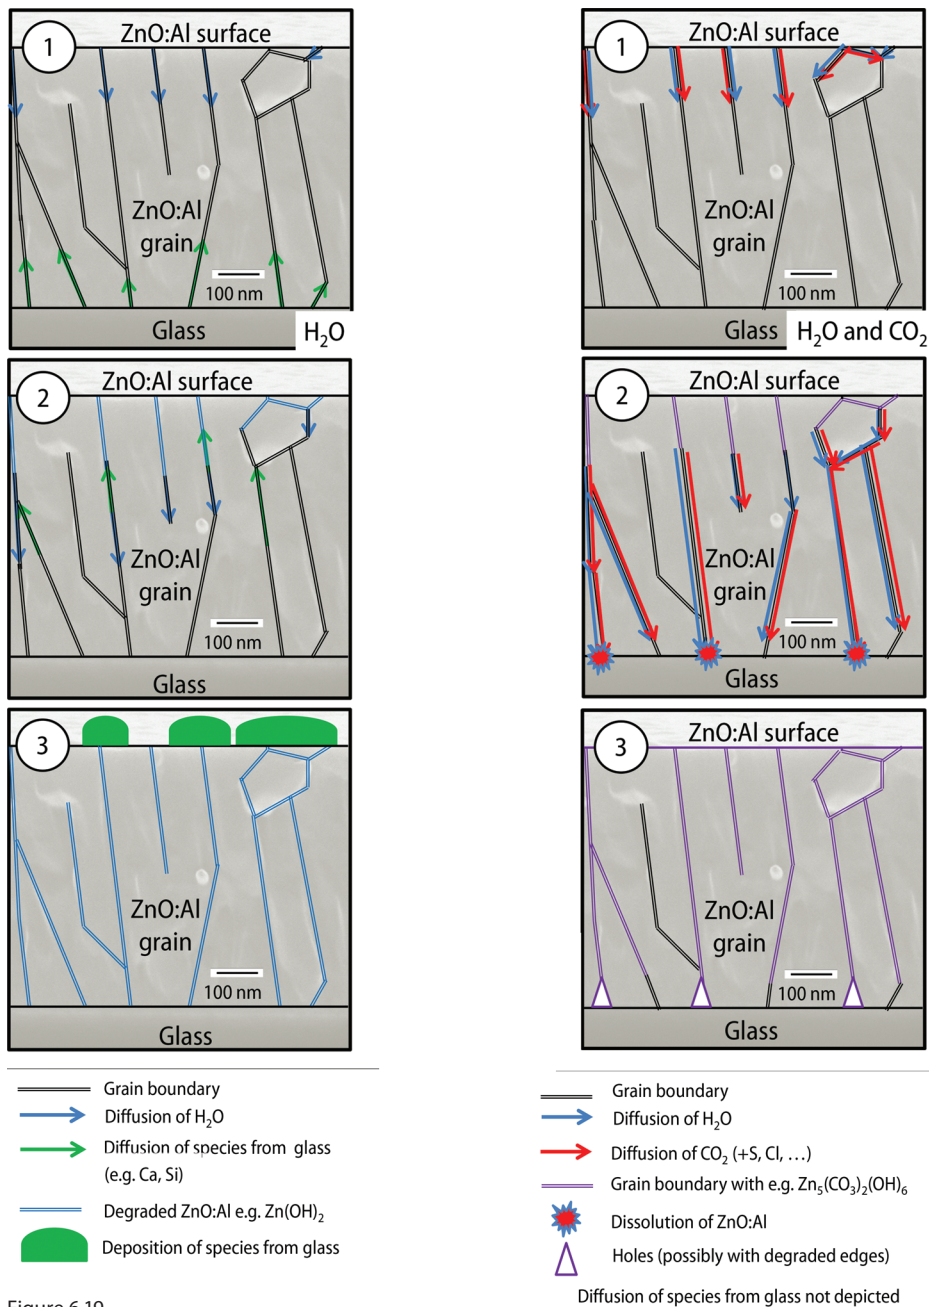 ZnO:Al surface
1
ZnO:Al
grain
100 nm
Glass
H₂O
ZnO:Al surface
2
ZnO:Al
grain
100 nm
Glass
3
ZnO:Al
grain
100 nm
Glass
Grain boundary
Diffusion of H₂O
Diffusion of species from glass
(e.g. Ca, Si)
Degraded ZnO:Al e.g. Zn(OH)₂
Deposition of species from glass
ZnO:Al surface
1
ZnO:Al
grain
100 nm
Glass
H₂O and CO₂
ZnO:Al surface
2
ZnO:Al
grain
100 nm
Glass
ZnO:Al surface
3
ZnO:Al
grain
100 nm
Glass
Grain boundary
Diffusion of H₂O
Diffusion of CO₂ (+S, Cl, …)
Grain boundary with e.g. Zn₅(CO₃)₂(OH)₆
Dissolution of ZnO:Al
Holes (possibly with degraded edges)
Diffusion of species from glass not depicted